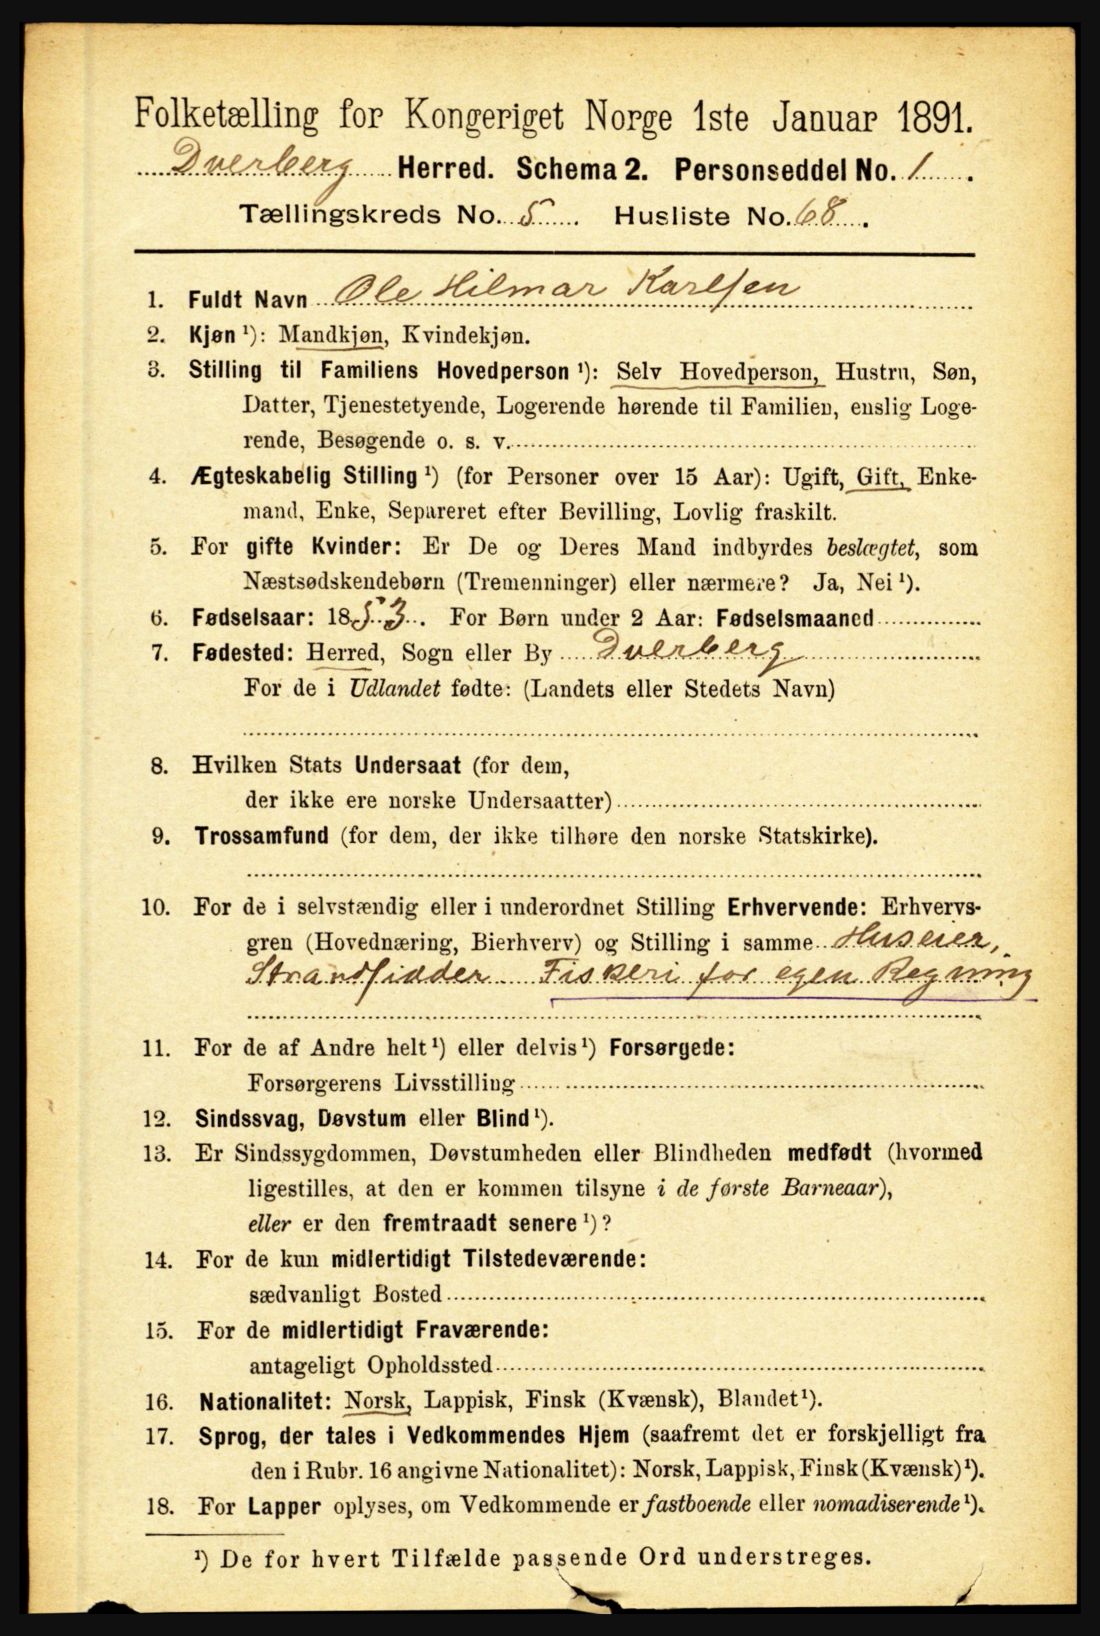 Folketælling for Kongeriget Norge 1ste Januar 1891.
Dverberg Herred. Schema 2. Personseddel No. 1.
Tællingskreds No. 5. Husliste No. 68.
1. Fuldt Navn Ole Hilmar Karlsen
2. Kjøn ¹): Mandkjøn, Kvindekjøn.
3. Stilling til Familiens Hovedperson ¹): Selv Hovedperson, Hustru, Søn,
Datter, Tjenestetyende, Logerende hørende til Familien, enslig Loge-
rende, Besøgende o. s. v.
4. Ægteskabelig Stilling ¹) (for Personer over 15 Aar): Ugift, Gift, Enke-
mand, Enke, Separeret efter Bevilling, Lovlig fraskilt.
5. For gifte Kvinder: Er De og Deres Mand indbyrdes beslægtet, som
Næstsødskendebørn (Tremenninger) eller nærmere? Ja, Nei ¹).
6. Fødselsaar: 1853. For Børn under 2 Aar: Fødselsmaaned
7. Fødested: Herred, Sogn eller By Dverberg
For de i Udlandet fødte: (Landets eller Stedets Navn)
8. Hvilken Stats Undersaat (for dem,
der ikke ere norske Undersaatter)
9. Trossamfund (for dem, der ikke tilhøre den norske Statskirke).
10. For de i selvstændig eller i underordnet Stilling Erhvervende: Erhvervs-
gren (Hovednæring, Bierhverv) og Stilling i samme Huseier,
Strandsidder Fiskeri for egen Regning
11. For de af Andre helt ¹) eller delvis ¹) Forsørgede:
Forsørgerens Livsstilling
12. Sindssvag, Døvstum eller Blind ¹).
13. Er Sindssygdommen, Døvstumheden eller Blindheden medfødt (hvormed
ligestilles, at den er kommen tilsyne i de første Barneaar),
eller er den fremtraadt senere ¹)?
14. For de kun midlertidigt Tilstedeværende:
sædvanligt Bosted
15. For de midlertidigt Fraværende:
antageligt Opholdssted
16. Nationalitet: Norsk, Lappisk, Finsk (Kvænsk), Blandet ¹).
17. Sprog, der tales i Vedkommendes Hjem (saafremt det er forskjelligt fra
den i Rubr. 16 angivne Nationalitet): Norsk, Lappisk, Finsk (Kvænsk) ¹).
18. For Lapper oplyses, om Vedkommende er fastboende eller nomadiserende ¹).
¹) De for hvert Tilfælde passende Ord understreges.